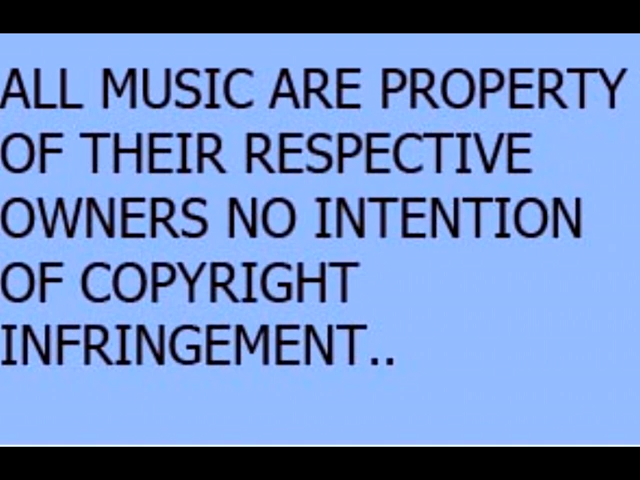 ALL MUSIC ARE PROPERTY
OF THEIR RESPECTIVE
OWNERS NO INTENTION
OF COPYRIGHT
INFRINGEMENT..